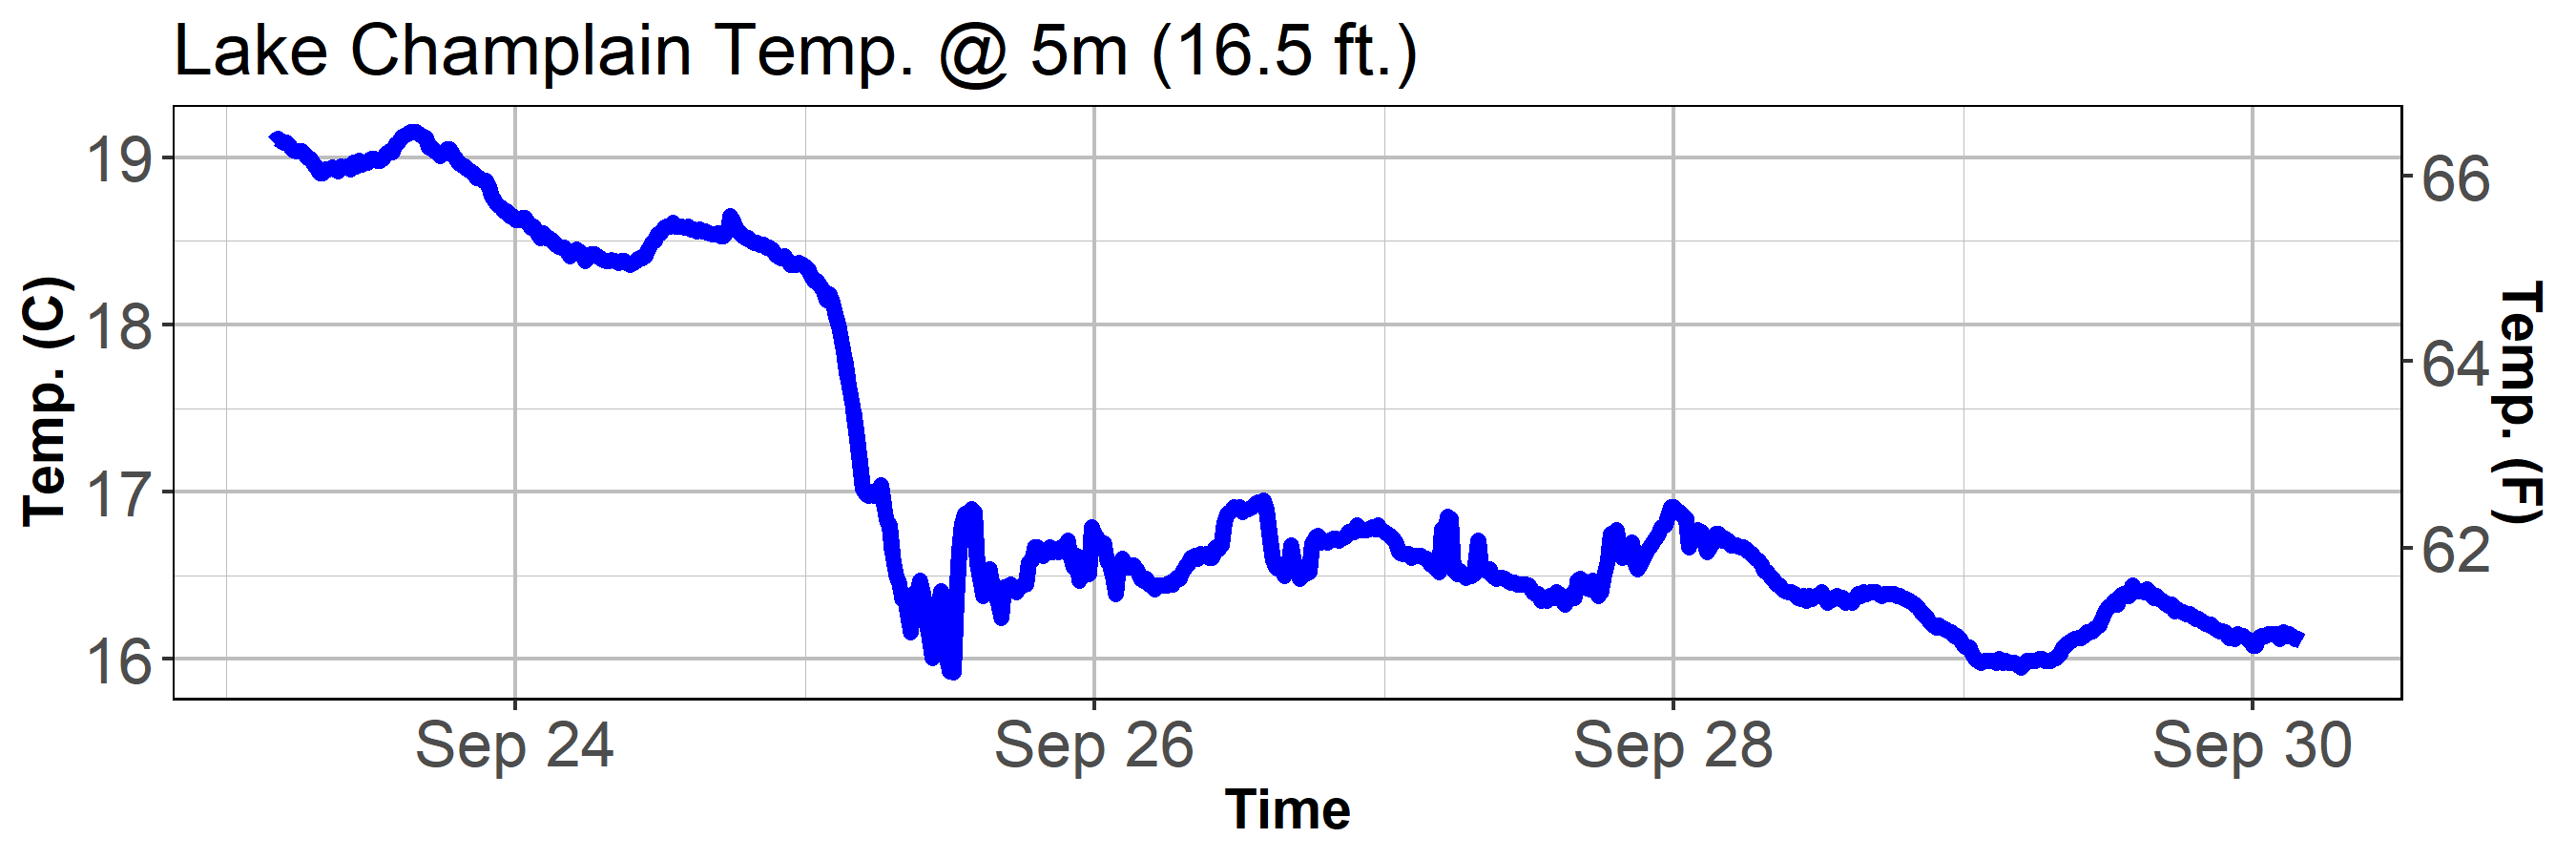 Lake Champlain Temp. @ 5m (16.5 ft.)
Temp. (C)
19
18
17
16
66
64
62
Temp. (F)
Sep 24
Sep 26
Sep 28
Sep 30
Time